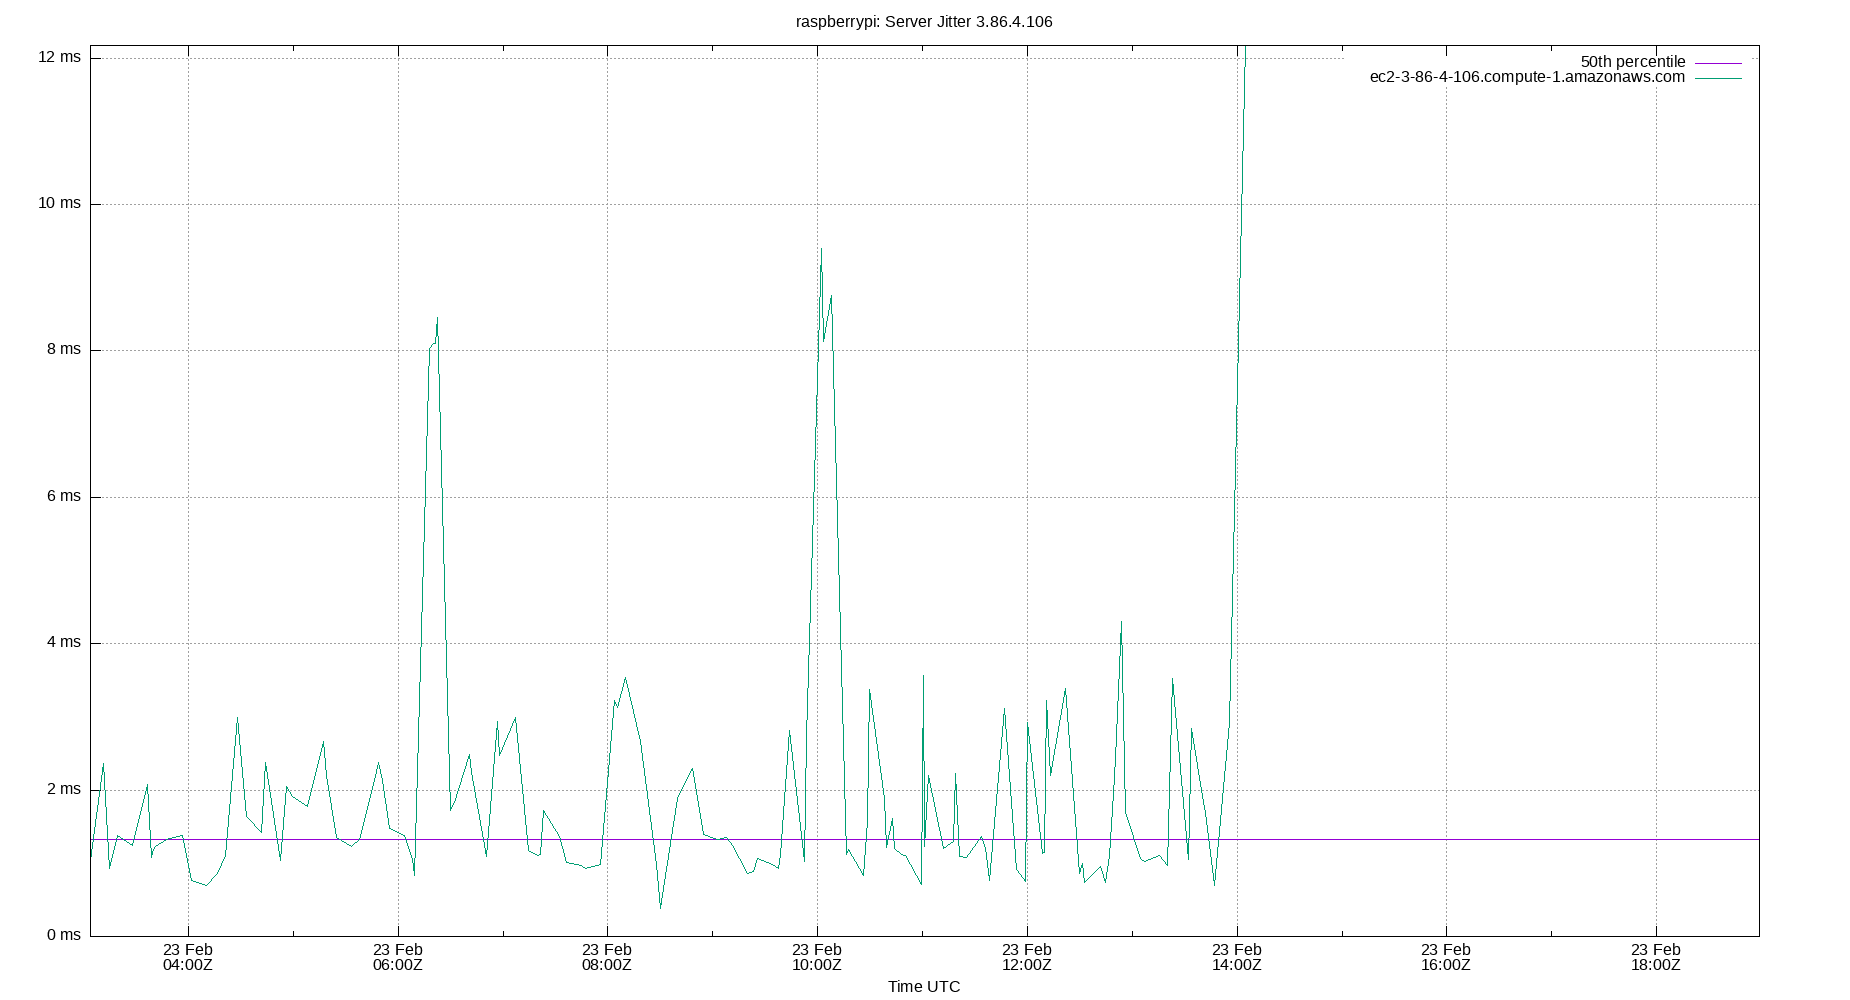 raspberrypi: Server Jitter 3.86.4.106
12 ms
10 ms
8 ms
6 ms
4 ms
2 ms
0 ms
50th percentile
ec2-3-86-4-106.compute-1.amazonaws.com
23 Feb 23 Feb 23 Feb 23 Feb 23 Feb 23 Feb 23 Feb 23 Feb
04:00Z 06:00Z 08:00Z 10:00Z 12:00Z 14:00Z 16:00Z 18:00Z
Time UTC